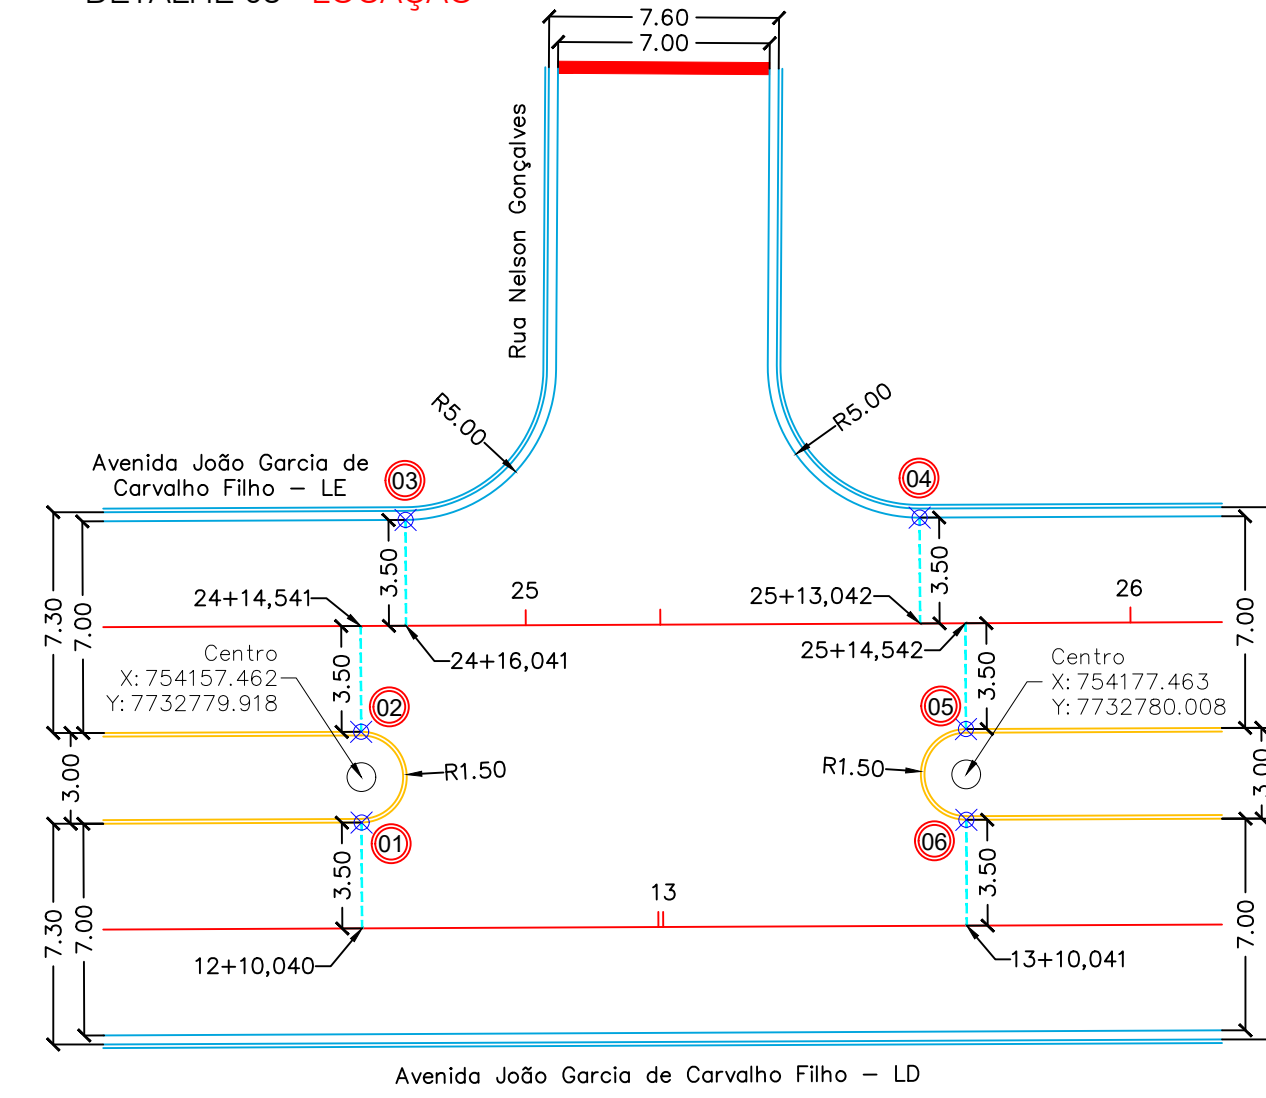 DETALHE
LOCAÇÃO
7.60
7.00
Rua Nelson Gonçalves
R5.00
R5.00
Avenida João Garcia de
Carvalho Filho – LE
03
04
7.30
7.00
3.50
3.50
7.00
24+14,541
25
25+13,042
26
24+16,041
25+14,542
Centro
X: 754157.462
Y: 7732779.918
3.50
3.50
Centro
X: 754177.463
Y: 7732780.008
02
05
3.00
R1.50
R1.50
3.00
01
06
7.30
7.00
3.50
13
3.50
7.00
12+10,040
13+10,041
Avenida João Garcia de Carvalho Filho – LD